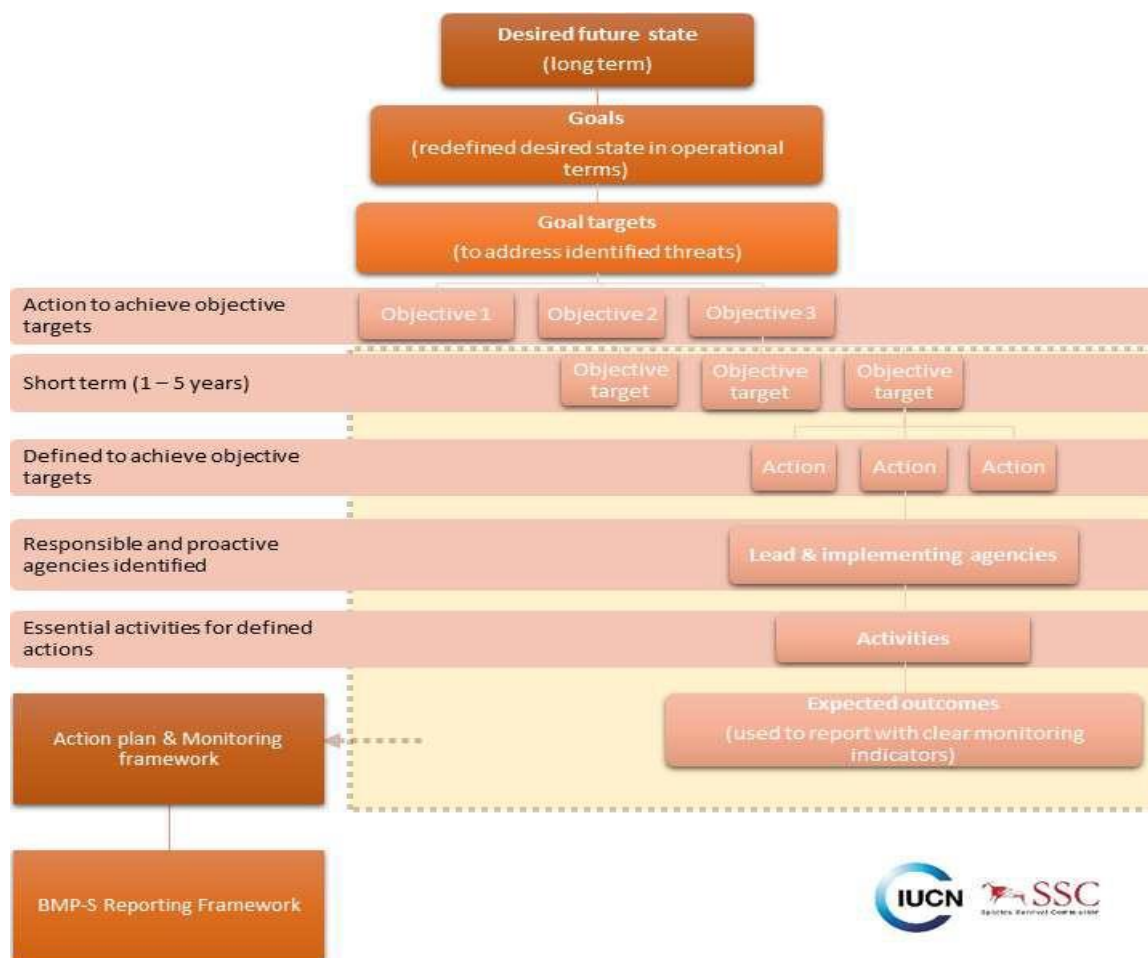 Desired future state
(long term)
Goals
(redefined desired state in operational
terms)
Goal targets
(to address identified threats)
Action to achieve objective
targets
Objective 1
Objective 2
Objective 3
Short term (1 – 5 years)
Objective
target
Objective
target
Objective
target
Defined to achieve objective
targets
Action
Action
Action
Responsible and proactive
agencies identified
Lead & implementing agencies
Essential activities for defined
actions
Activities
Expected outcomes
(used to report with clear monitoring
indicators)
Action plan & Monitoring
framework
BMP-S Reporting Framework
IUCN
SSC
Species Survival Commission